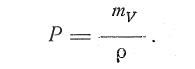 P = m_V / ρ .